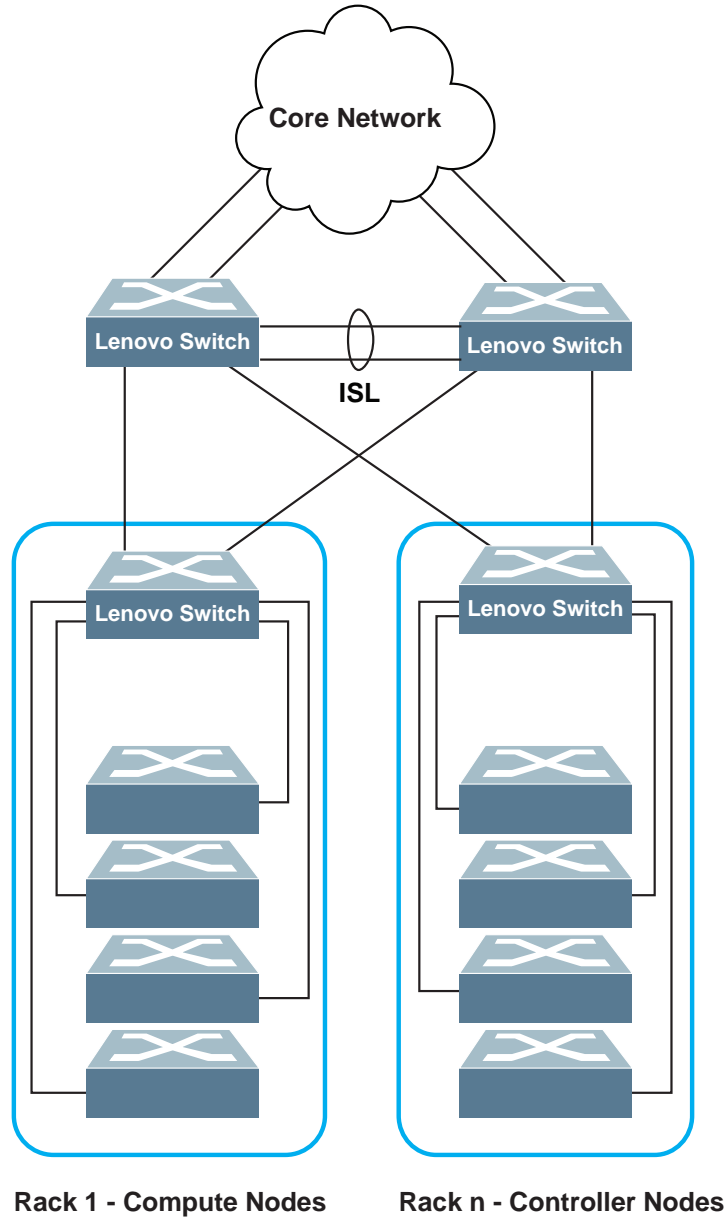 Core Network
Lenovo Switch
Lenovo Switch
ISL
Lenovo Switch
Lenovo Switch
Rack 1 - Compute Nodes
Rack n - Controller Nodes